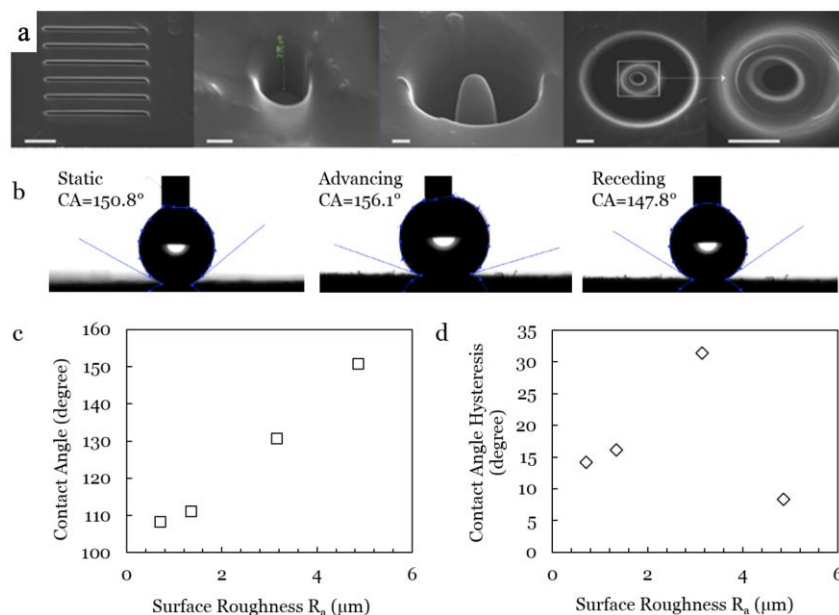 a
b
Static
CA=150.8°
Advancing
CA=156.1°
Receding
CA=147.8°
c
Contact Angle (degree)
160
150
140
130
120
110
100
0
2
4
6
Surface Roughness Ra (μm)
d
Contact Angle Hysteresis
(degree)
35
30
25
20
15
10
5
0
0
2
4
6
Surface Roughness Ra (μm)